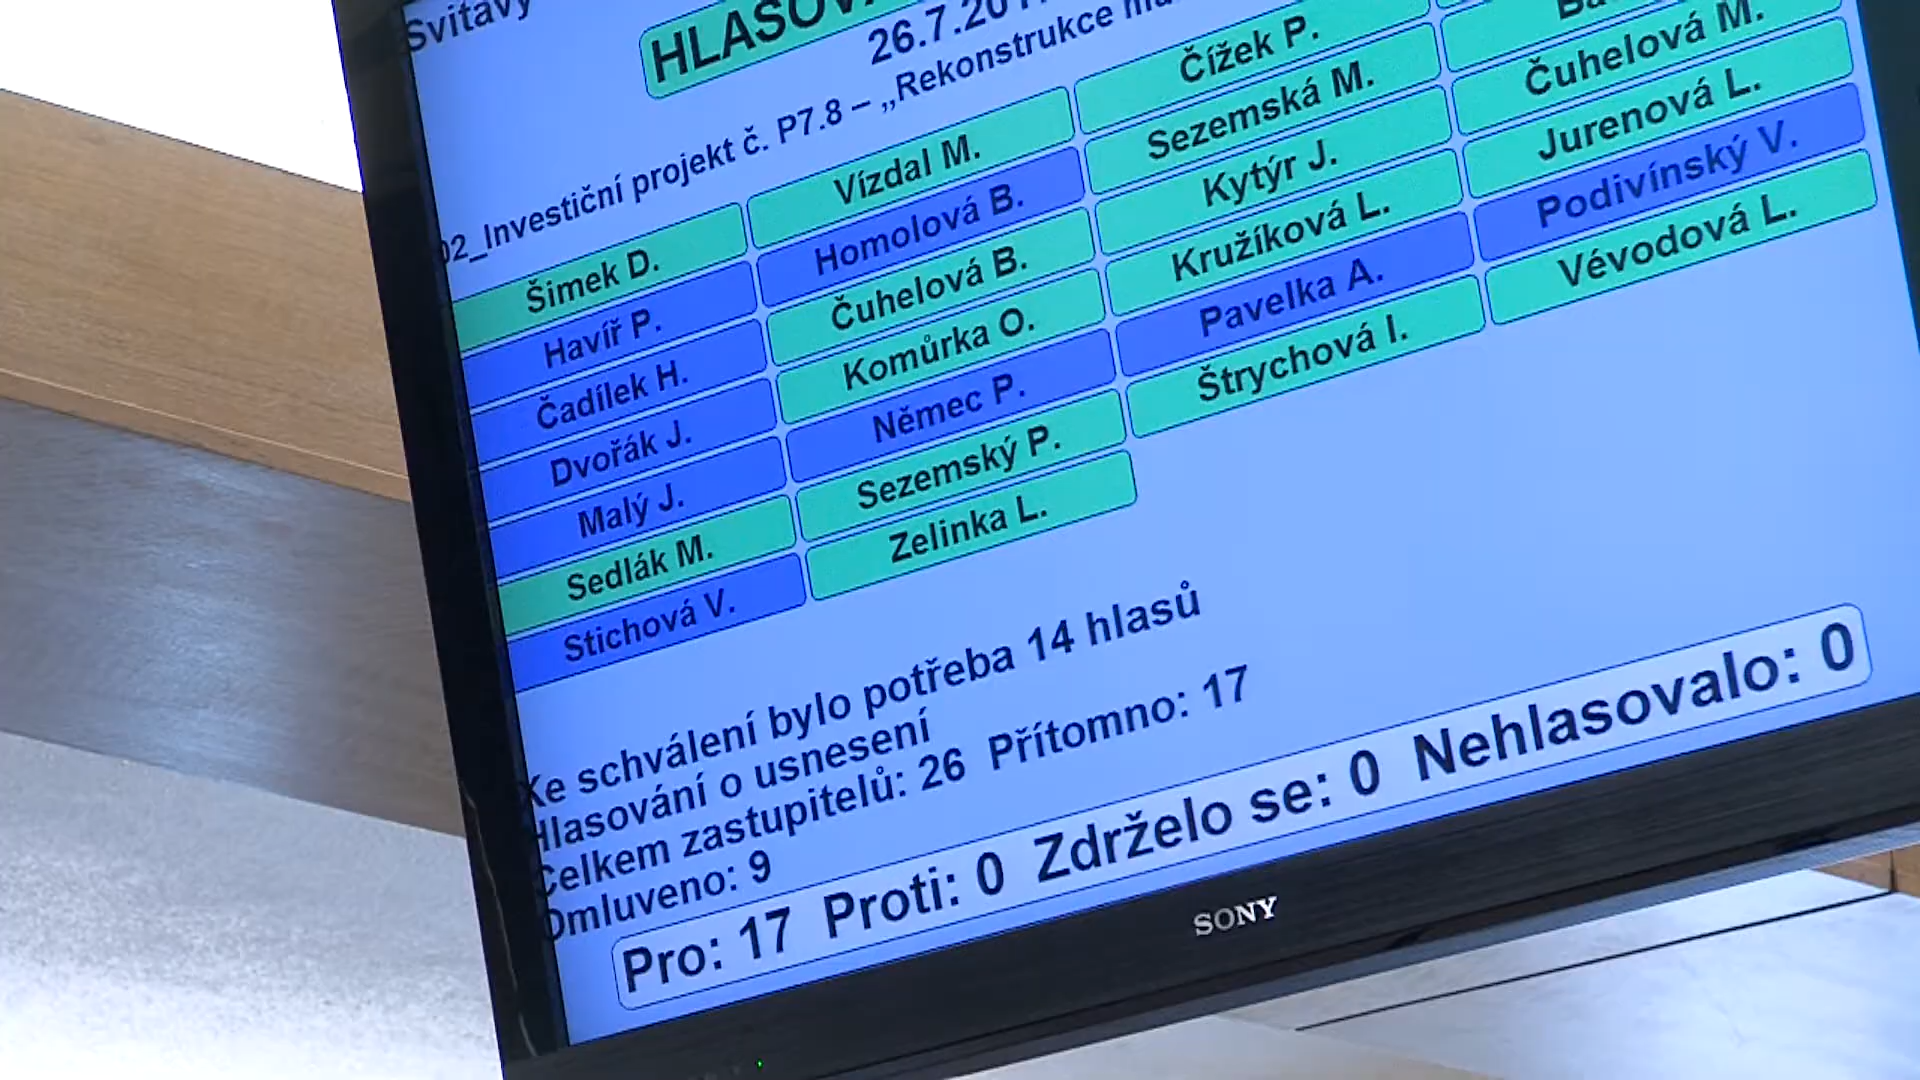 Svitavy
26.7.20
02_Investiční projekt č. P7.8 – „Rekonstrukce
Šimek D.
Havíř P.
Čadílek H.
Dvořák J.
Malý J.
Sedlák M.
Stichová V.
Vízdal M.
Homolová B.
Čuhelová B.
Komůrka O.
Němec P.
Sezemský P.
Zelinka L.
Čížek P.
Sezemská M.
Kytýr J.
Kružíková L.
Pavelka A.
Štrychová I.
Čuhelová M.
Jurenová L.
Podivínský V.
Vévodová L.
Ke schválení bylo potřeba 14 hlasů
Hlasování o usnesení
Celkem zastupitelů: 26 Přítomno: 17
Omluveno: 9
Pro: 17 Proti: 0 Zdrželo se: 0 Nehlasovalo: 0
SONY